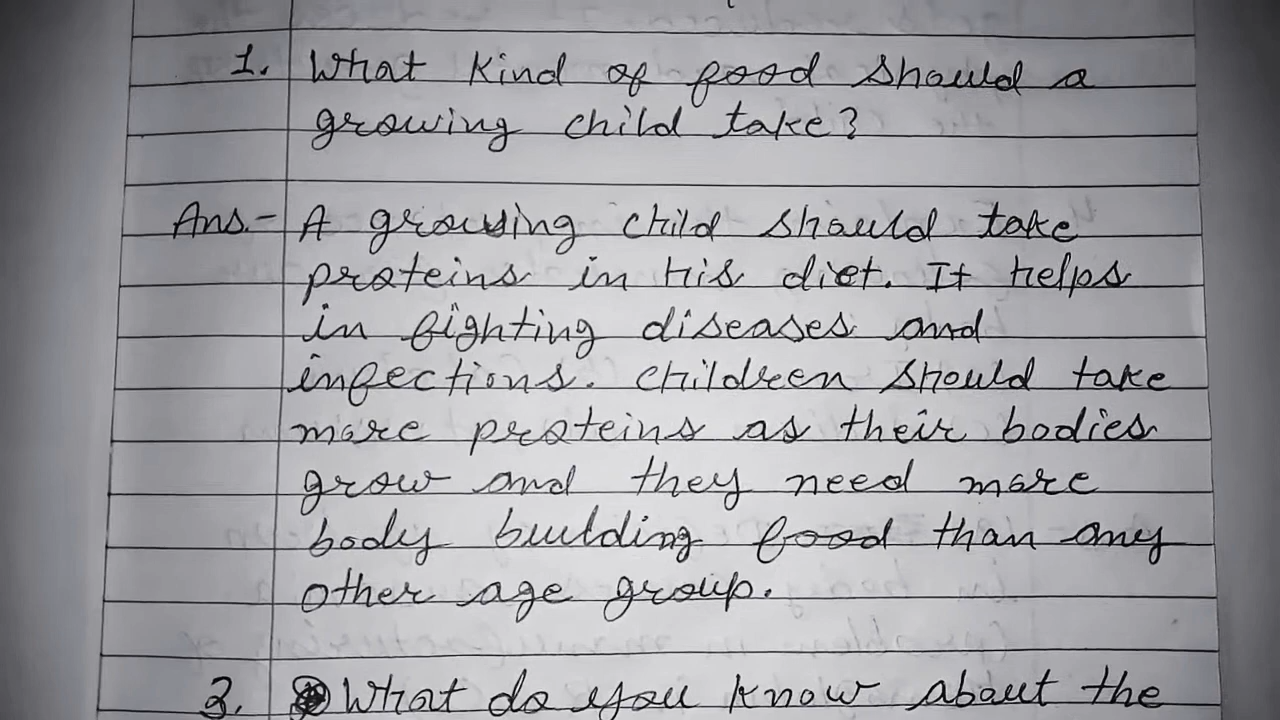 1. What kind of food should a
growing child take?
Ans.- A growing child should take
proteins in his diet. It helps
in fighting diseases and
infections. children should take
more proteins as their bodies
grow and they need more
body building food than any
other age group.
2. What do you know about the